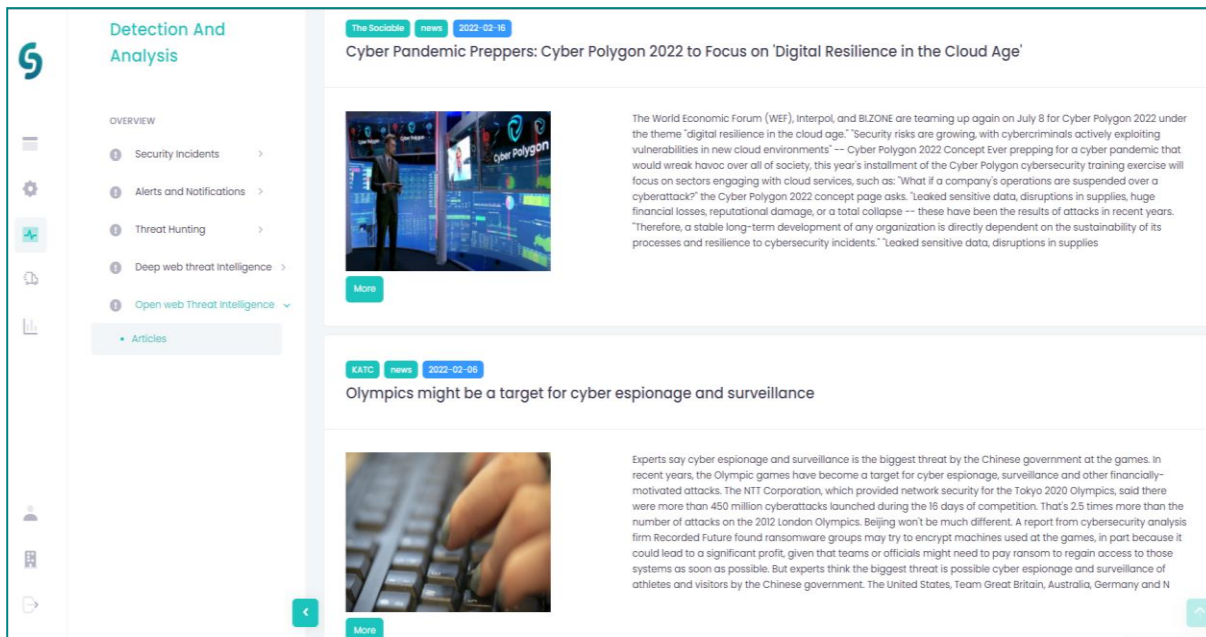 Detection And
Analysis
OVERVIEW
Security Incidents
Alerts and Notifications
Threat Hunting
Deep web threat Intelligence
Open web Threat Intelligence
Articles
The Sociable news 2022-02-16
Cyber Pandemic Preppers: Cyber Polygon 2022 to Focus on 'Digital Resilience in the Cloud Age'
Cyber Polygon
The World Economic Forum (WEF), Interpol, and BI.ZONE are teaming up again on July 8 for Cyber Polygon 2022 under
the theme "digital resilience in the cloud age." "Security risks are growing, with cybercriminals actively exploiting
vulnerabilities in new cloud environments" -- Cyber Polygon 2022 Concept Ever prepping for a cyber pandemic that
would wreak havoc over all of society, this year's installment of the Cyber Polygon cybersecurity training exercise will
focus on sectors engaging with cloud services, such as: "What if a company's operations are suspended over a
cyberattack?" the Cyber Polygon 2022 concept page asks. "Leaked sensitive data, disruptions in supplies, huge
financial losses, reputational damage, or a total collapse -- these have been the results of attacks in recent years.
"Therefore, a stable long-term development of any organization is directly dependent on the sustainability of its
processes and resilience to cybersecurity incidents." "Leaked sensitive data, disruptions in supplies
More
KATC news 2022-02-06
Olympics might be a target for cyber espionage and surveillance
Experts say cyber espionage and surveillance is the biggest threat by the Chinese government at the games. In
recent years, the Olympic games have become a target for cyber espionage, surveillance and other financially-
motivated attacks. The NTT Corporation, which provided network security for the Tokyo 2020 Olympics, said there
were more than 450 million cyberattacks launched during the 16 days of competition. That's 2.5 times more than the
number of attacks on the 2012 London Olympics. Beijing won't be much different. A report from cybersecurity analysis
firm Recorded Future found ransomware groups may try to encrypt machines used at the games, in part because it
could lead to a significant profit, given that teams or officials might need to pay ransom to regain access to those
systems as soon as possible. But experts think the biggest threat is possible cyber espionage and surveillance of
athletes and visitors by the Chinese government. The United States, Team Great Britain, Australia, Germany and N
More